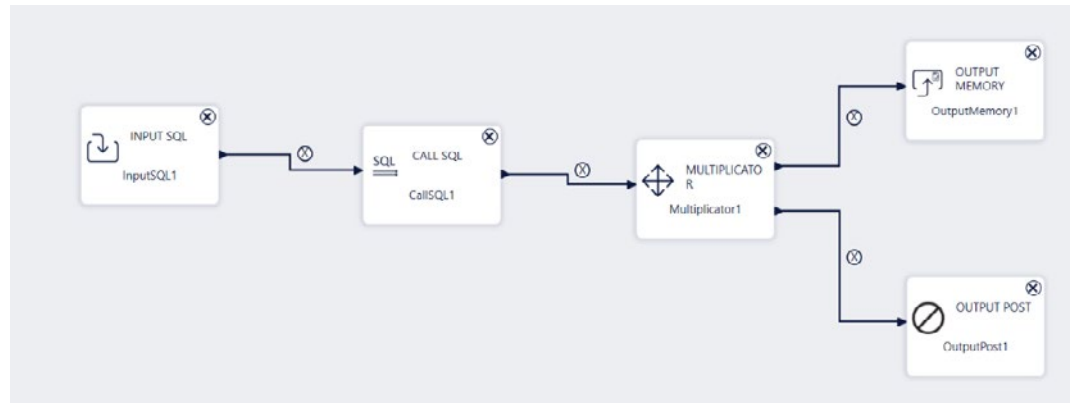 INPUT SQL
InputSQL1
SQL
CALL SQL
CallSQL1
MULTIPLICATO
R
Multiplicator1
OUTPUT
MEMORY
OutputMemory1
OUTPUT POST
OutputPost1